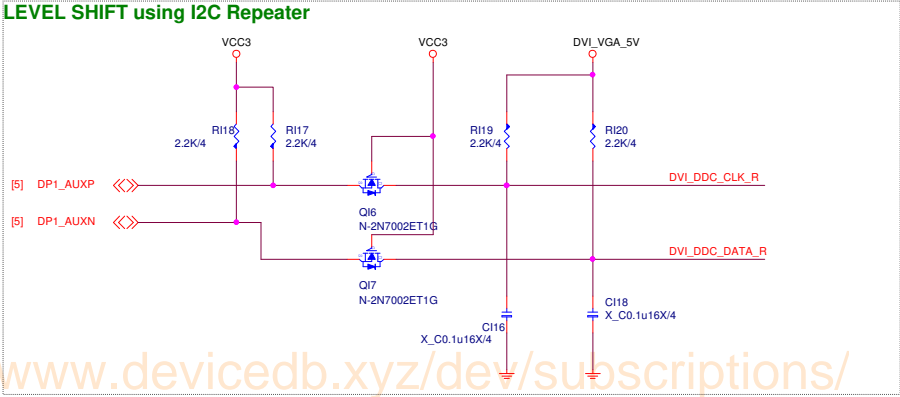 LEVEL SHIFT using I2C Repeater
VCC3
VCC3
DVI_VGA_5V
RI18
2.2K/4
RI17
2.2K/4
RI19
2.2K/4
RI20
2.2K/4
[5] DP1_AUXP
DVI_DDC_CLK_R
QI6
N-2N7002ET1G
[5] DP1_AUXN
DVI_DDC_DATA_R
QI7
N-2N7002ET1G
CI16
X_C0.1u16X/4
CI18
X_C0.1u16X/4
www.devicedb.xyz/dev/subscriptions/